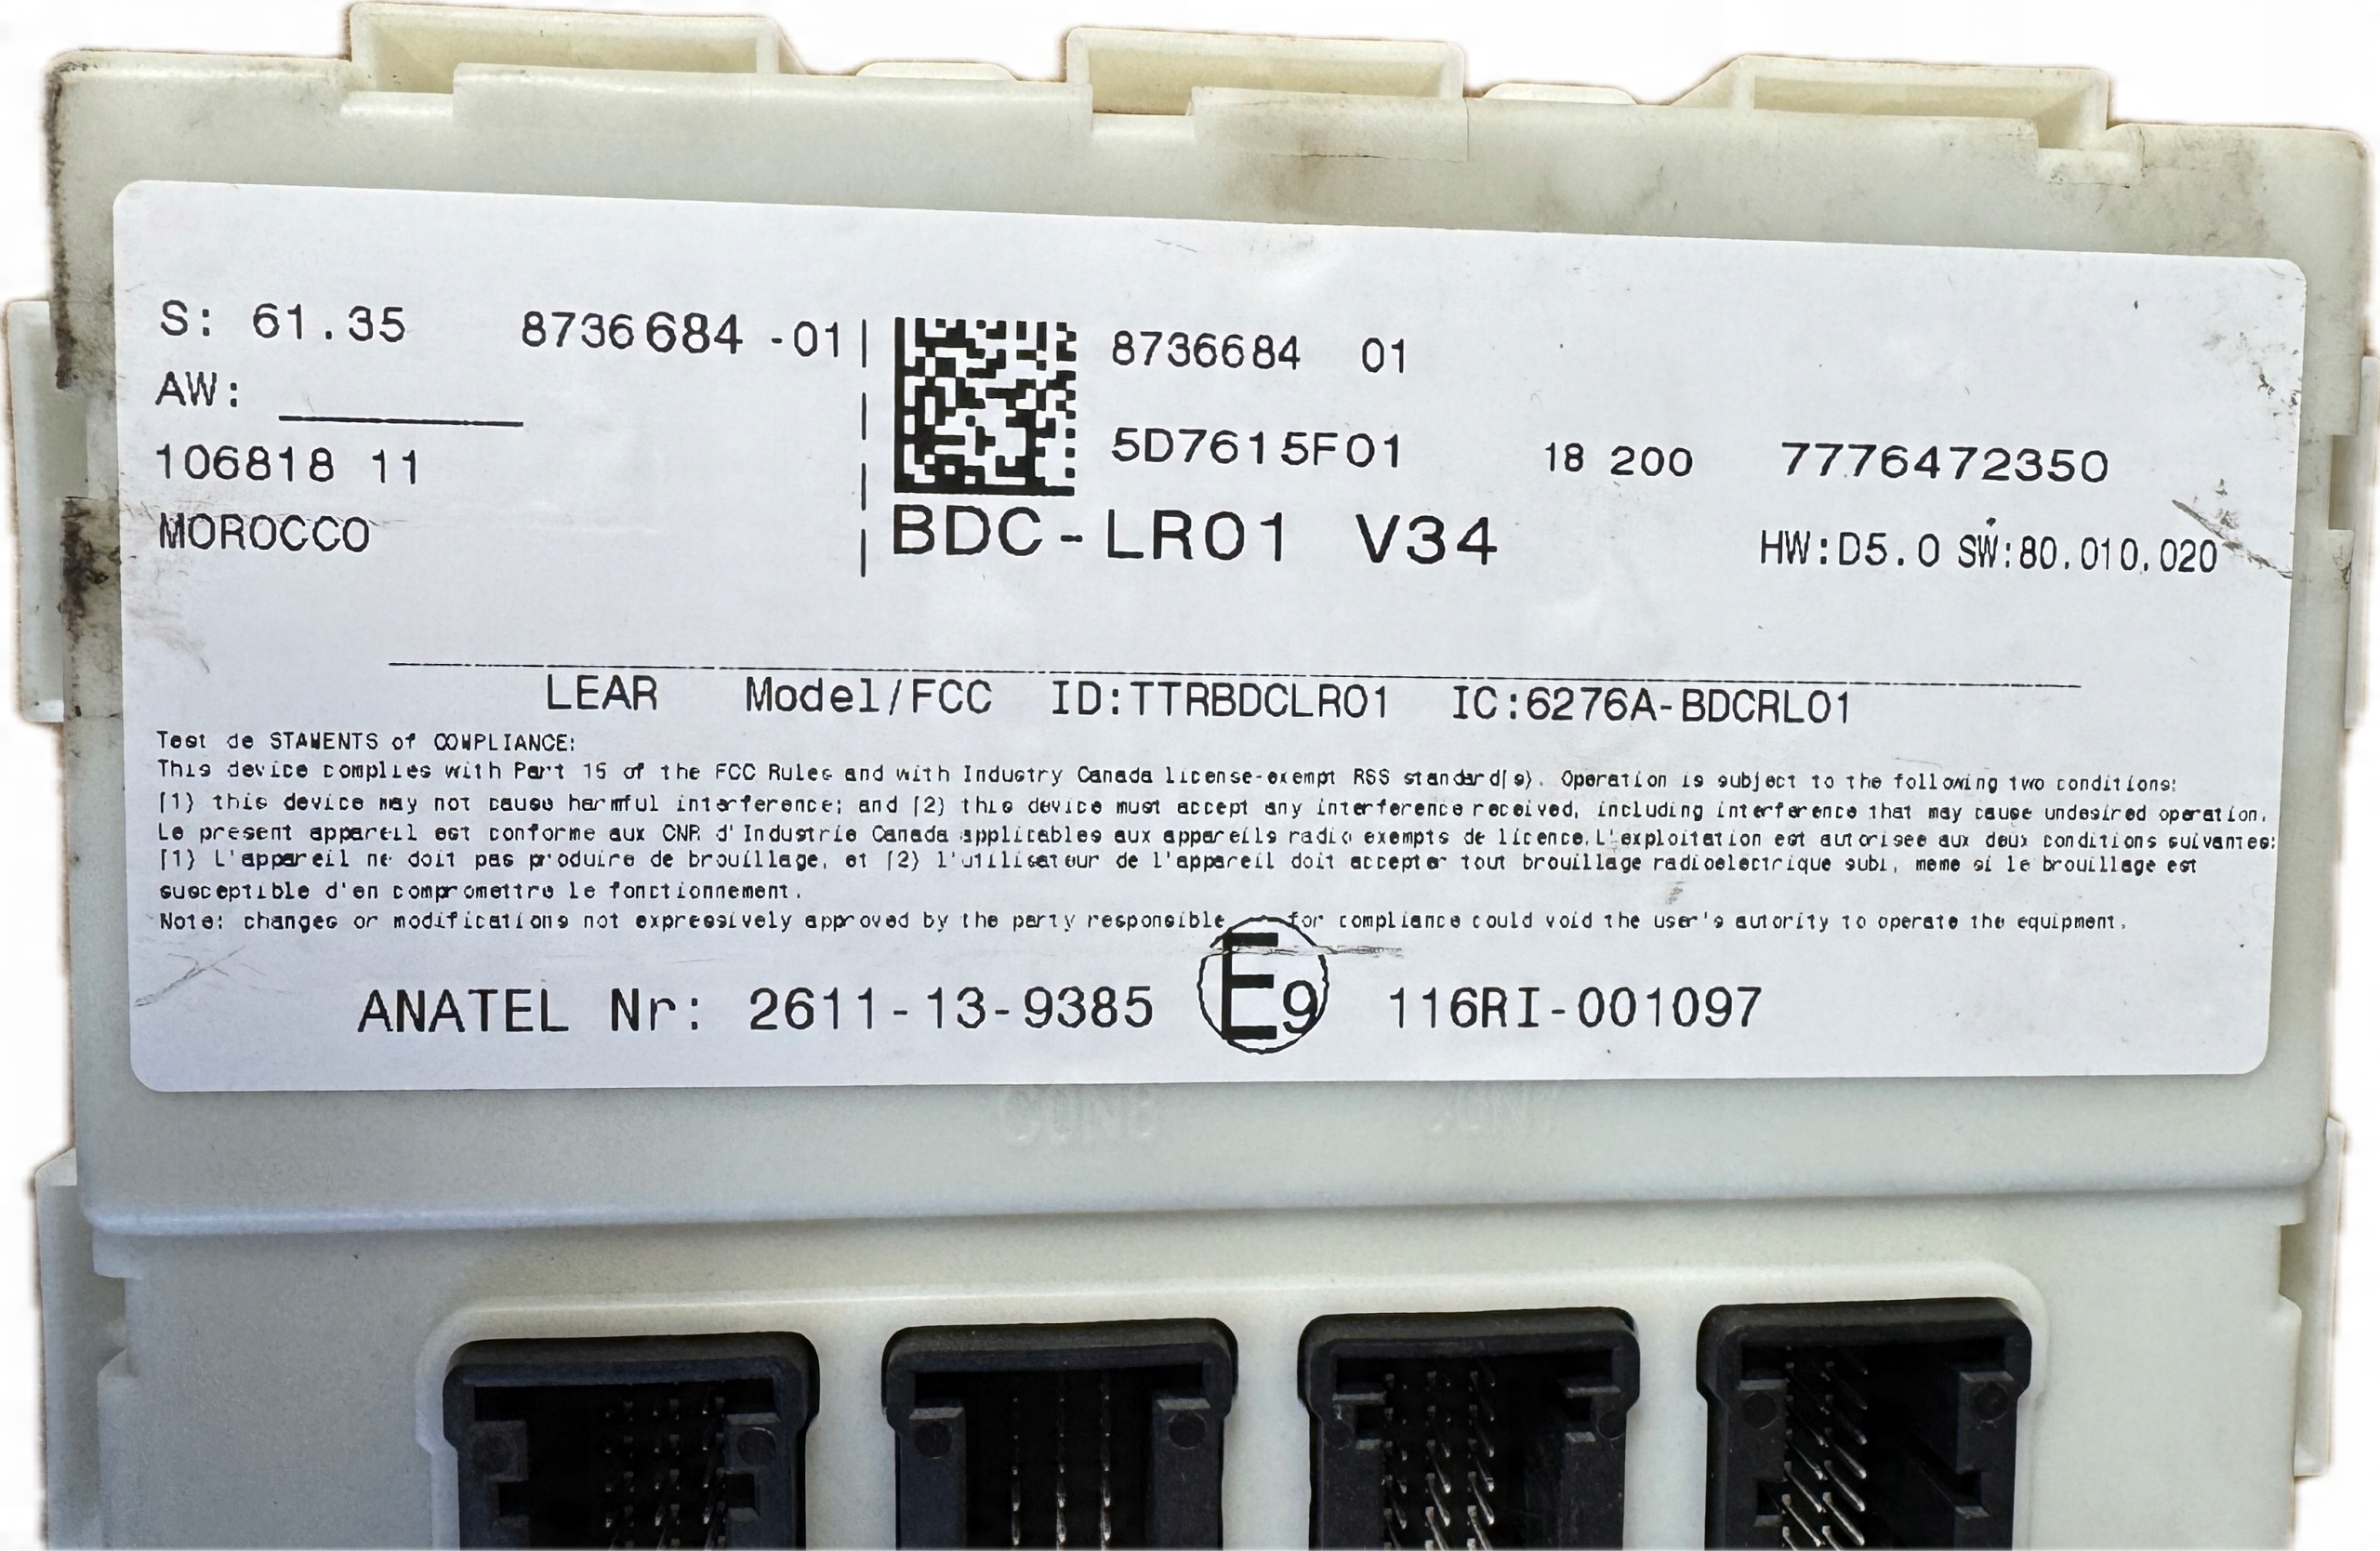 S: 61.35 8736684 -01
AW:
106818 11
MOROCCO
8736684 01
5D7615F01 18 200 7776472350
BDC-LR01 V34 HW:D5.0 SW:80.010.020
LEAR Model/FCC ID:TTRBDCLR01 IC:6276A-BDCRL01
Test de STAMENTS of COMPLIANCE:
This device complies with Part 15 of the FCC Rules and with Industry Canada license-exempt RSS standard(s). Operation is subject to the following two conditions:
(1) this device may not cause harmful interference; and (2) this device must accept any interference received, including interference that may cause undesired operation.
Le present appareil est conforme aux CNR d'Industrie Canada applicables aux appareils radio exempts de licence. L'exploitation est autorisee aux deux conditions suivantes:
(1) L'appareil ne doit pas produire de brouillage, et (2) l'utilisateur de l'appareil doit accepter tout brouillage radioelectrique subi, meme si le brouillage est
susceptible d'en compromettre le fonctionnement.
Note: changes or modifications not expressively approved by the party responsible for compliance could void the user's autority to operate the equipment.
ANATEL Nr: 2611-13-9385 E9 116RI-001097